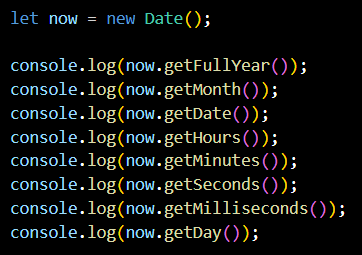 let now = new Date();
console.log(now.getFullYear());
console.log(now.getMonth());
console.log(now.getDate());
console.log(now.getHours());
console.log(now.getMinutes());
console.log(now.getSeconds());
console.log(now.getMilliseconds());
console.log(now.getDay());